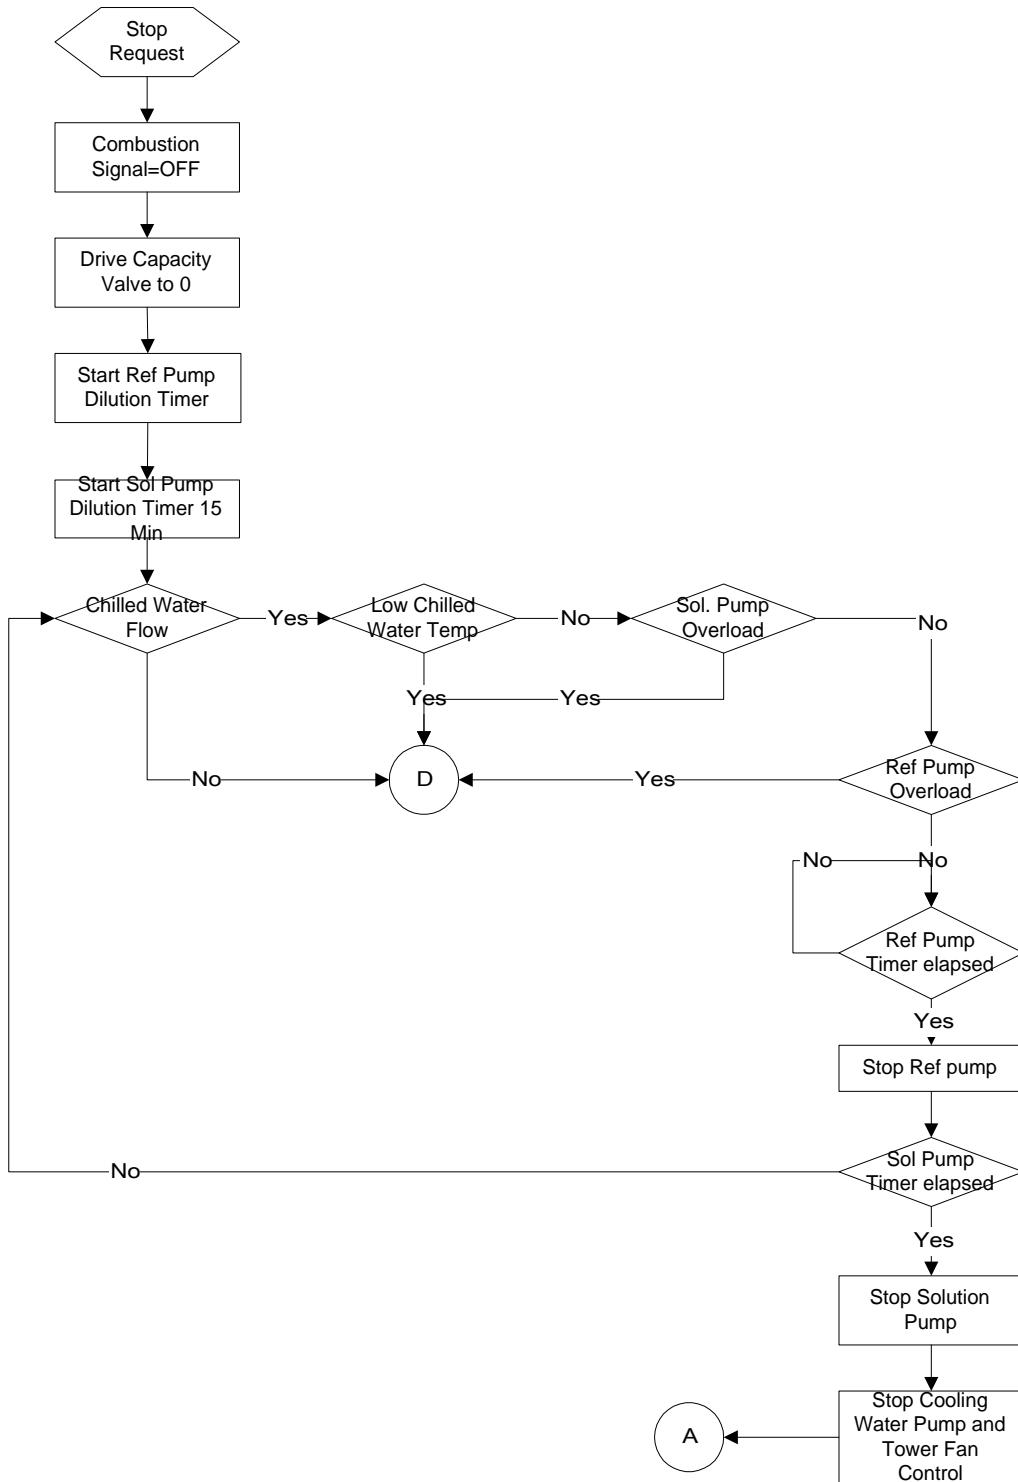 Stop
Request
Combustion
Signal=OFF
Drive Capacity
Valve to 0
Start Ref Pump
Dilution Timer
Start Sol Pump
Dilution Timer 15
Min
Chilled Water
Flow
Yes
Low Chilled
Water Temp
No
Sol. Pump
Overload
No
Yes
Yes
No
D
Yes
Ref Pump
Overload
No
No
Ref Pump
Timer elapsed
Yes
Stop Ref pump
No
Sol Pump
Timer elapsed
Yes
Stop Solution
Pump
A
Stop Cooling
Water Pump and
Tower Fan
Control